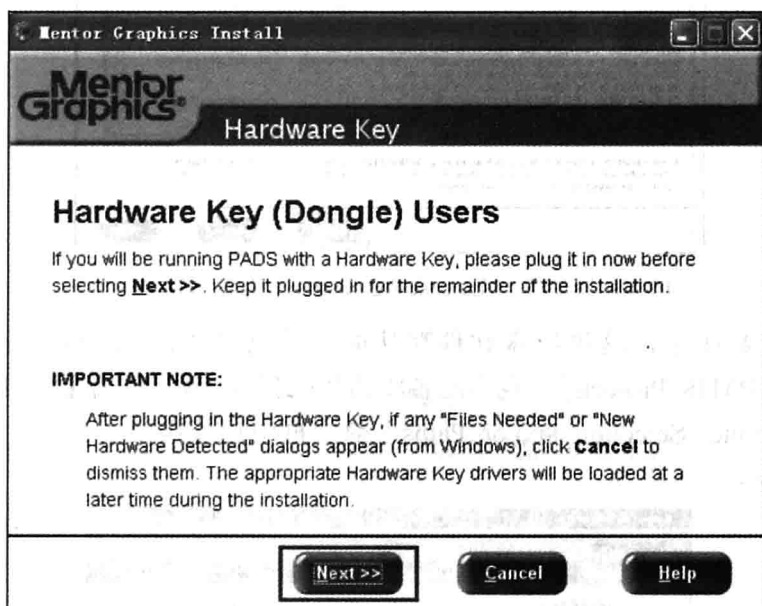 Mentor Graphics Install
Mentor
Graphics®
Hardware Key
Hardware Key (Dongle) Users
If you will be running PADS with a Hardware Key, please plug it in now before
selecting Next >>. Keep it plugged in for the remainder of the installation.
IMPORTANT NOTE:
After plugging in the Hardware Key, if any "Files Needed" or "New
Hardware Detected" dialogs appear (from Windows), click Cancel to
dismiss them. The appropriate Hardware Key drivers will be loaded at a
later time during the installation.
Next >>
Cancel
Help